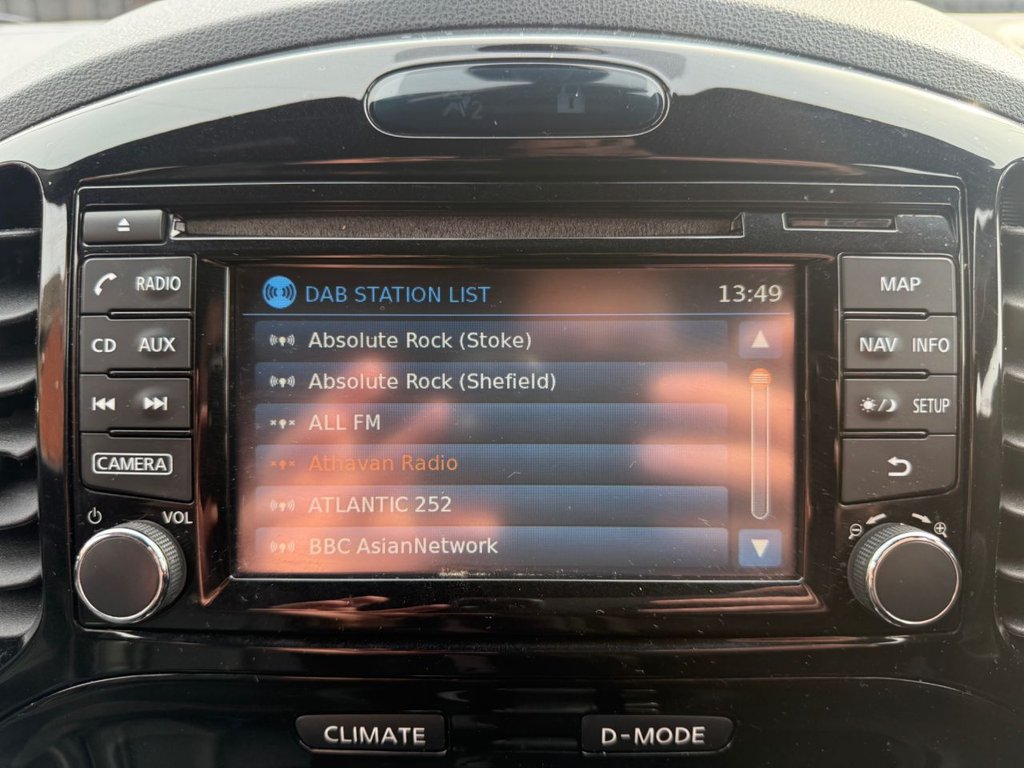 2
RADIO
DAB STATION LIST 13:49
MAP
Absolute Rock (Stoke)
CD AUX
NAV INFO
Absolute Rock (Shefield)
ALL FM
SETUP
CAMERA
Athavan Radio
ATLANTIC 252
VOL
BBC AsianNetwork
CLIMATE
D-MODE